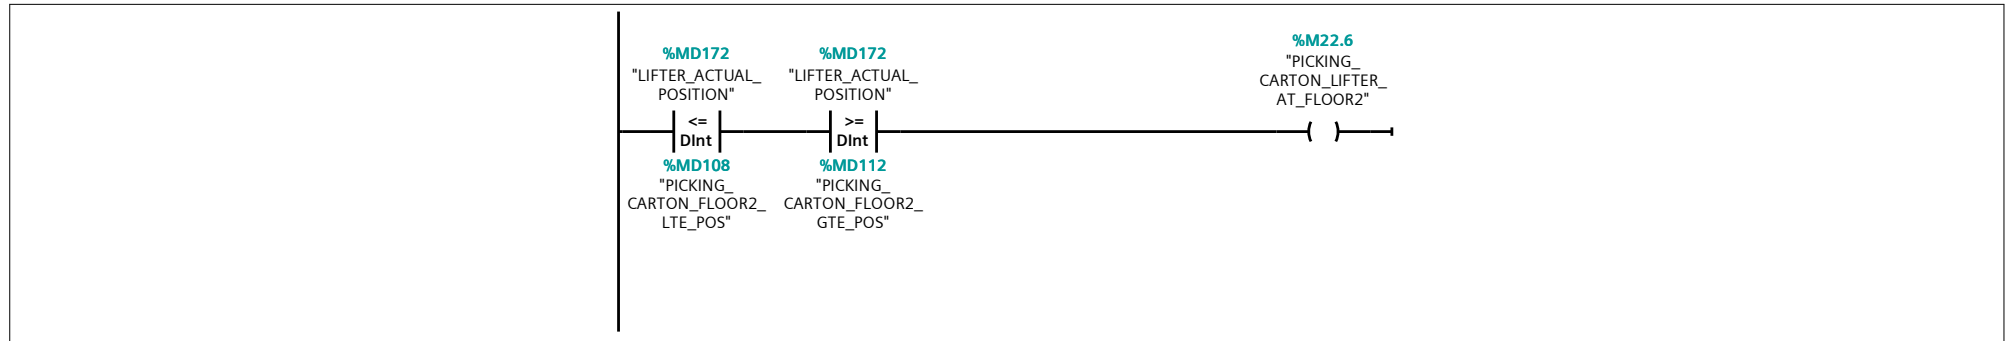 %MD172
"LIFTER_ACTUAL_
POSITION"
<=
DInt
%MD108
"PICKING_
CARTON_FLOOR2_
LTE_POS"
%MD172
"LIFTER_ACTUAL_
POSITION"
>=
DInt
%MD112
"PICKING_
CARTON_FLOOR2_
GTE_POS"
%M22.6
"PICKING_
CARTON_LIFTER_
AT_FLOOR2"